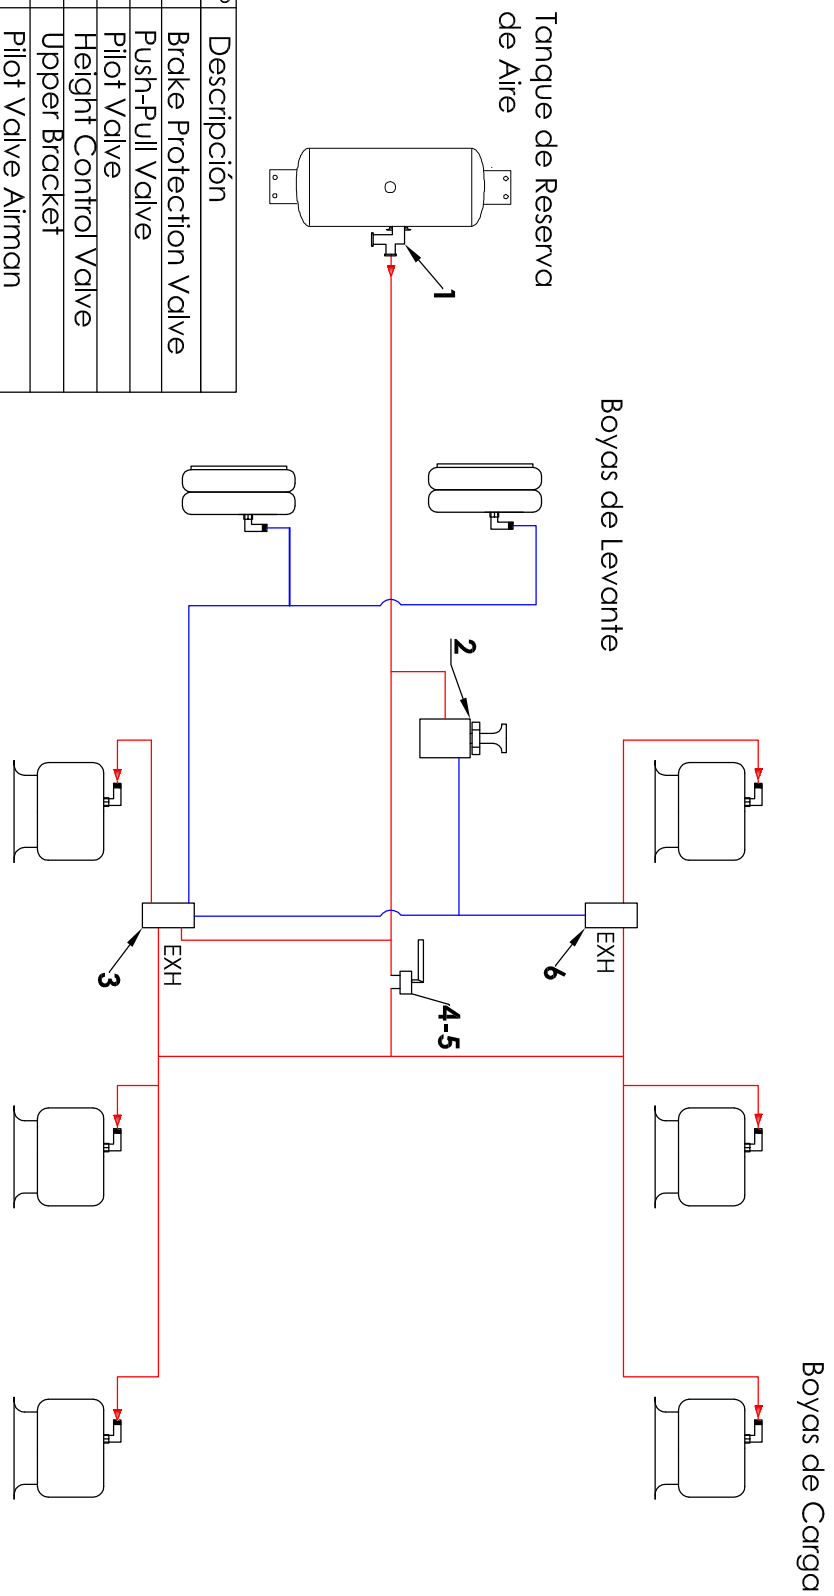 Tanque de Reserva
de Aire
1
Boyas de Levante
2
EXH
3
EXH
6
4-5
Boyas de Carga
Descripción
Brake Protection Valve
Push-Pull Valve
Pilot Valve
Height Control Valve
Upper Bracket
Pilot Valve Airman